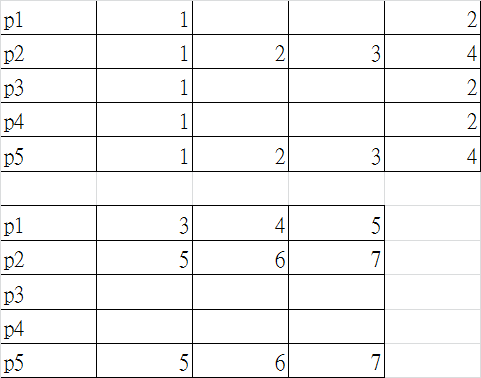 p1 1 2
p2 1 2 3 4
p3 1 2
p4 1 2
p5 1 2 3 4
p1 3 4 5
p2 5 6 7
p3
p4
p5 5 6 7